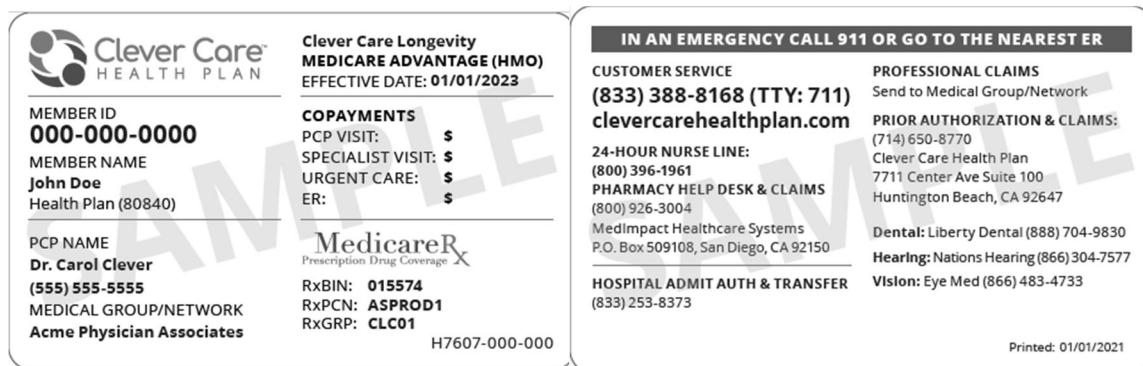 Clever Care™
HEALTH PLAN
MEMBER ID
000-000-0000
MEMBER NAME
John Doe
Health Plan (80840)
PCP NAME
Dr. Carol Clever
(555) 555-5555
MEDICAL GROUP/NETWORK
Acme Physician Associates
Clever Care Longevity
MEDICARE ADVANTAGE (HMO)
EFFECTIVE DATE: 01/01/2023
COPAYMENTS
PCP VISIT: $
SPECIALIST VISIT: $
URGENT CARE: $
ER: $
MedicareRx
Prescription Drug Coverage
RxBIN: 015574
RxPCN: ASPROD1
RxGRP: CLC01
H7607-000-000
SAMPLE
IN AN EMERGENCY CALL 911 OR GO TO THE NEAREST ER
CUSTOMER SERVICE
(833) 388-8168 (TTY: 711)
clevercarehealthplan.com
24-HOUR NURSE LINE:
(800) 396-1961
PHARMACY HELP DESK & CLAIMS
(800) 926-3004
MedImpact Healthcare Systems
P.O. Box 509108, San Diego, CA 92150
HOSPITAL ADMIT AUTH & TRANSFER
(833) 253-8373
PROFESSIONAL CLAIMS
Send to Medical Group/Network
PRIOR AUTHORIZATION & CLAIMS:
(714) 650-8770
Clever Care Health Plan
7711 Center Ave Suite 100
Huntington Beach, CA 92647
Dental: Liberty Dental (888) 704-9830
Hearing: Nations Hearing (866) 304-7577
Vision: Eye Med (866) 483-4733
Printed: 01/01/2021
SAMPLE